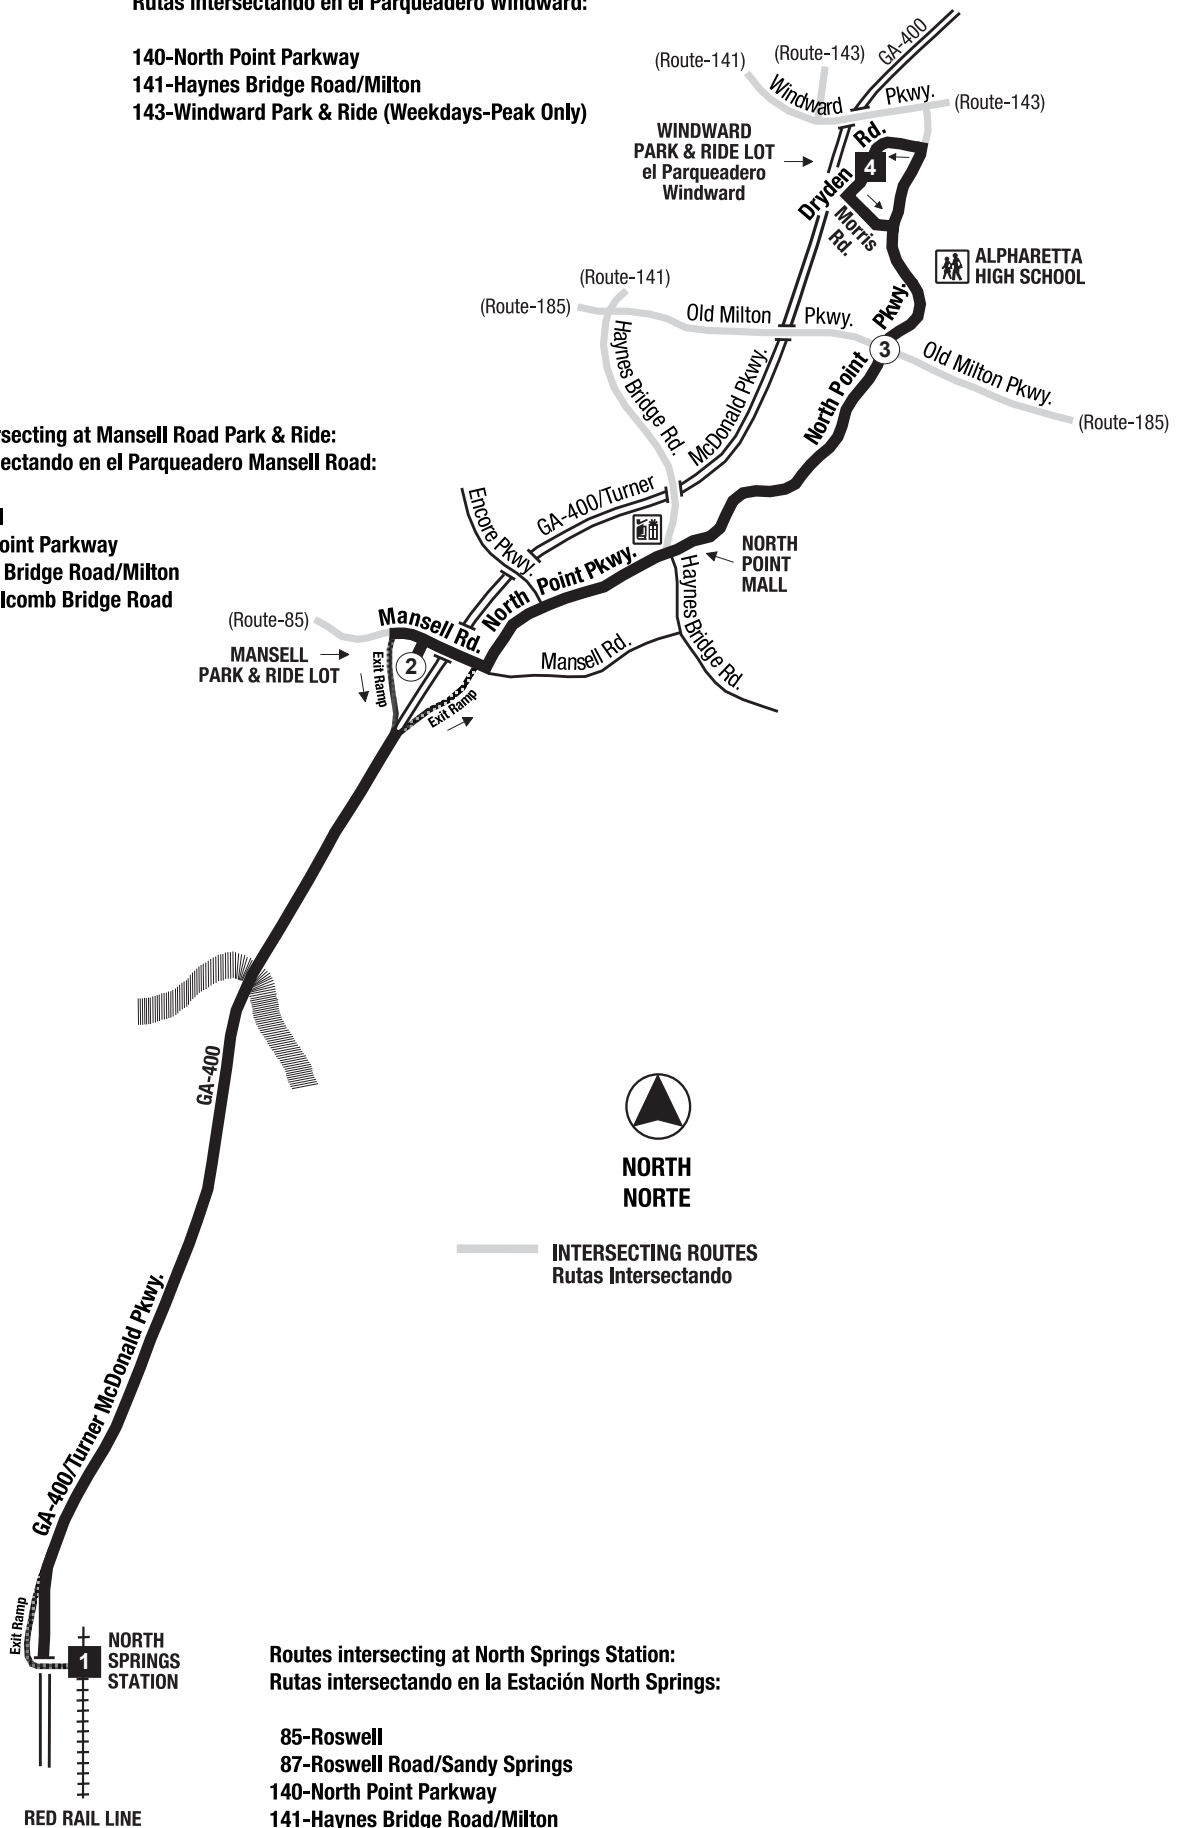 Rutas intersectando en el Parqueadero Windward:
140-North Point Parkway
141-Haynes Bridge Road/Milton
143-Windward Park & Ride (Weekdays-Peak Only)
GA-400
(Route-141)
(Route-143)
Windward
Pkwy.
(Route-143)
WINDWARD
PARK & RIDE LOT
el Parqueadero
Windward
Dryden
Rd.
4
Morris
Rd.
ALPHARETTA
HIGH SCHOOL
(Route-141)
(Route-185)
Old Milton
Pkwy.
North Point
Pkwy.
3
Old Milton Pkwy.
(Route-185)
Haynes Bridge Rd.
GA-400/Turner
McDonald Pkwy.
secting at Mansell Road Park & Ride:
ectando en el Parqueadero Mansell Road:
oint Parkway
Bridge Road/Milton
lcomb Bridge Road
Encore Pkwy.
North Point Pkwy.
NORTH
POINT
MALL
Haynes Bridge Rd.
(Route-85)
Mansell Rd.
Mansell Rd.
MANSELL
PARK & RIDE LOT
2
Exit Ramp
Exit Ramp
GA-400
NORTH
NORTE
INTERSECTING ROUTES
Rutas Intersectando
GA-400/Turner McDonald Pkwy.
Exit Ramp
1
NORTH
SPRINGS
STATION
RED RAIL LINE
Routes intersecting at North Springs Station:
Rutas intersectando en la Estación North Springs:
85-Roswell
87-Roswell Road/Sandy Springs
140-North Point Parkway
141-Haynes Bridge Road/Milton